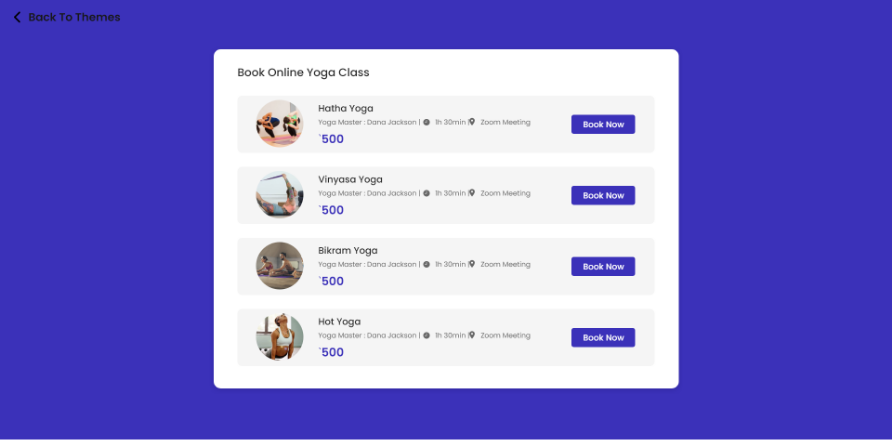 Back To Themes
Book Online Yoga Class
Hatha Yoga
Yoga Master : Dana Jackson | 1h 30min | Zoom Meeting
`500
Book Now
Vinyasa Yoga
Yoga Master : Dana Jackson | 1h 30min | Zoom Meeting
`500
Book Now
Bikram Yoga
Yoga Master : Dana Jackson | 1h 30min | Zoom Meeting
`500
Book Now
Hot Yoga
Yoga Master : Dana Jackson | 1h 30min | Zoom Meeting
`500
Book Now